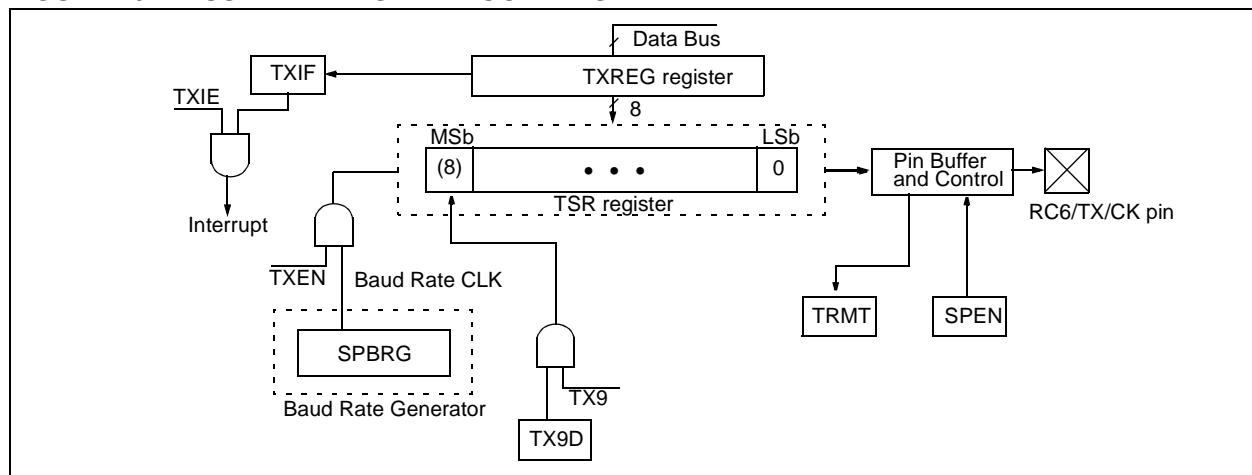 Data Bus
TXIF
TXREG register
TXIE
8
MSb
LSb
(8)
• • •
0
Pin Buffer
and Control
TSR register
RC6/TX/CK pin
Interrupt
TXEN
Baud Rate CLK
TRMT
SPEN
SPBRG
TX9
Baud Rate Generator
TX9D